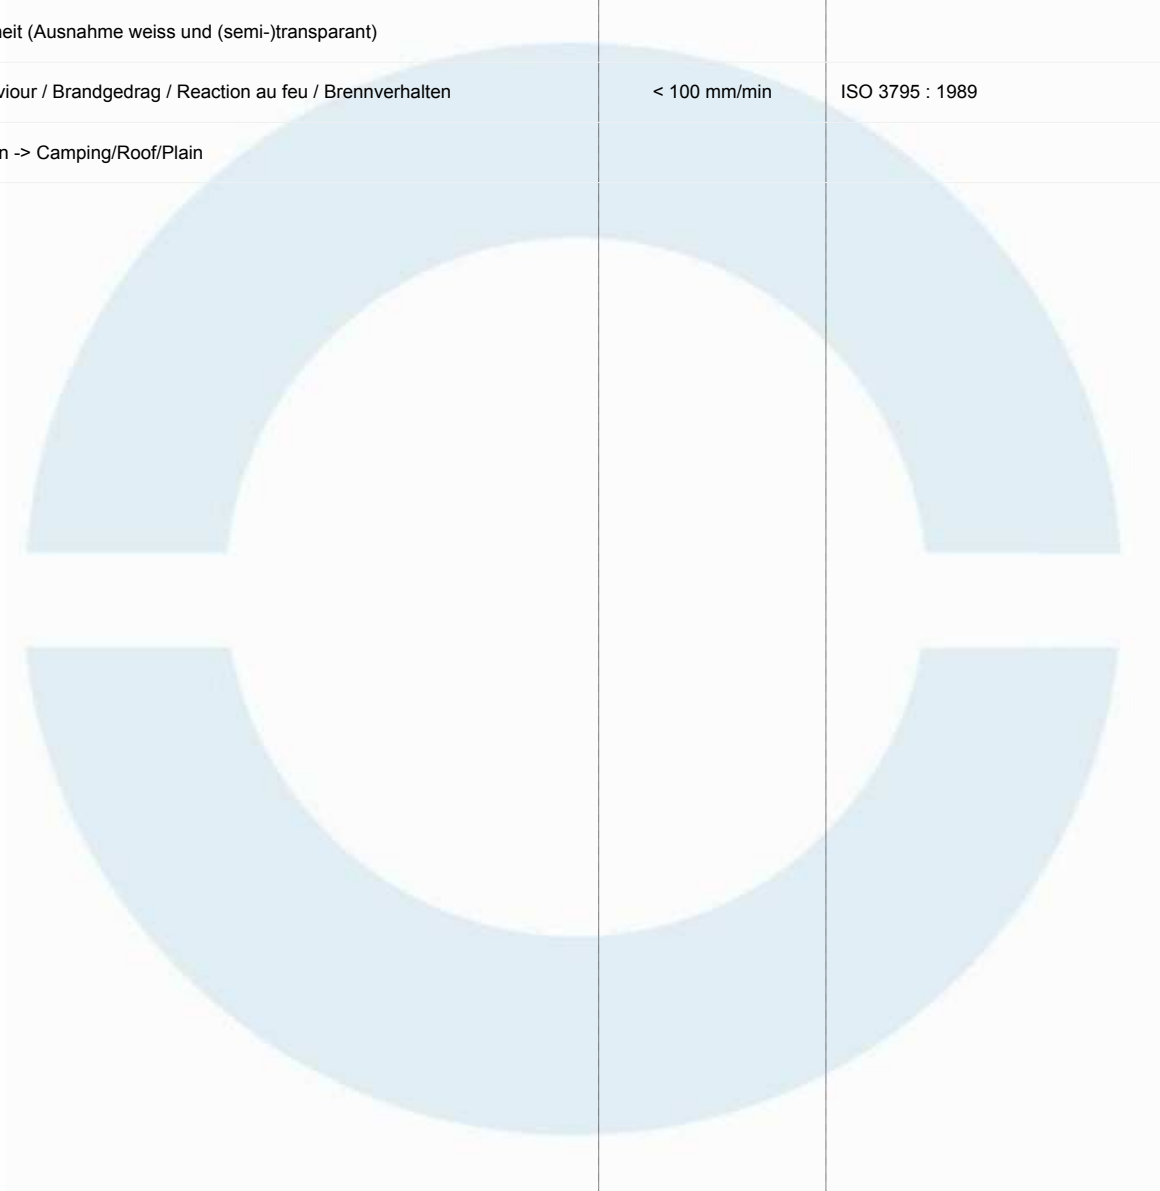 eit (Ausnahme weiss und (semi-)transparant)
viour / Brandgedrag / Reaction au feu / Brennverhalten < 100 mm/min ISO 3795 : 1989
n -> Camping/Roof/Plain